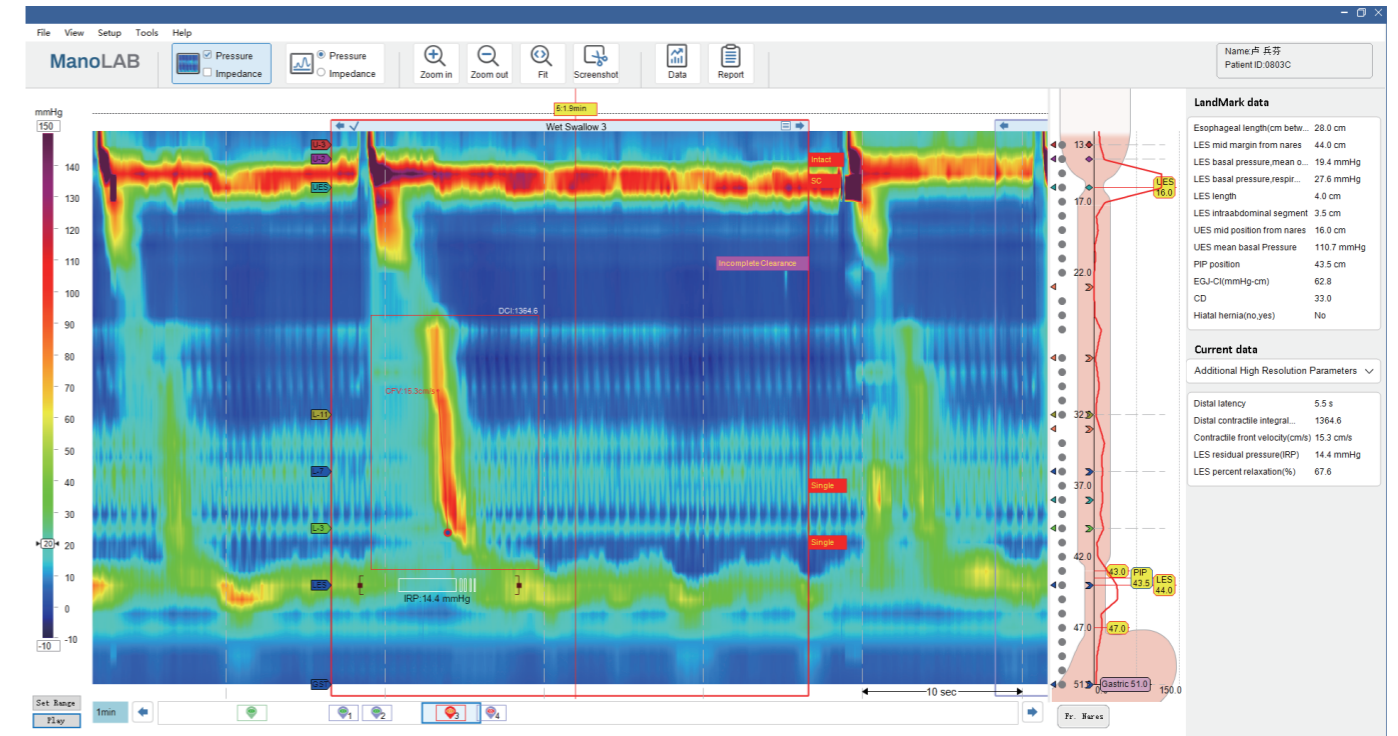 File View Setup Tools Help
ManoLAB
Pressure
Impedance
Pressure
Impedance
Zoom in
Zoom out
Fit
Screenshot
Data
Report
Name:卢 兵芬
Patient ID:0803C
mmHg
150
140
130
120
110
100
90
80
70
60
50
40
30
20
20
10
0
-10
-10
5:1.9min
Wet Swallow 3
U-3
U-2
UES
L-11
L-7
L-3
LES
GST
Intact
SC
Incomplete Clearance
DCI:1364.6
CFV:15.3cm/s
Single
Single
IRP:14.4 mmHg
10 sec
17.0
22.0
37.0
42.0
47.0
UES
16.0
43.0
PIP
43.5
LES
44.0
47.0
Gastric 51.0
150.0
LandMark data
Esophageal length(cm betw... 28.0 cm
LES mid margin from nares 44.0 cm
LES basal pressure,mean o... 19.4 mmHg
LES basal pressure,respir... 27.6 mmHg
LES length 4.0 cm
LES intraabdominal segment 3.5 cm
UES mid position from nares 16.0 cm
UES mean basal Pressure 110.7 mmHg
PIP position 43.5 cm
EGJ-CI(mmHg-cm) 62.8
CD 33.0
Hiatal hernia(no,yes) No
Current data
Additional High Resolution Parameters
Distal latency 5.5 s
Distal contractile integral... 1364.6
Contractile front velocity(cm/s) 15.3 cm/s
LES residual pressure(IRP) 14.4 mmHg
LES percent relaxation(%) 67.6
Set Range
Play
1min
1
2
3
4
Fr. Nares